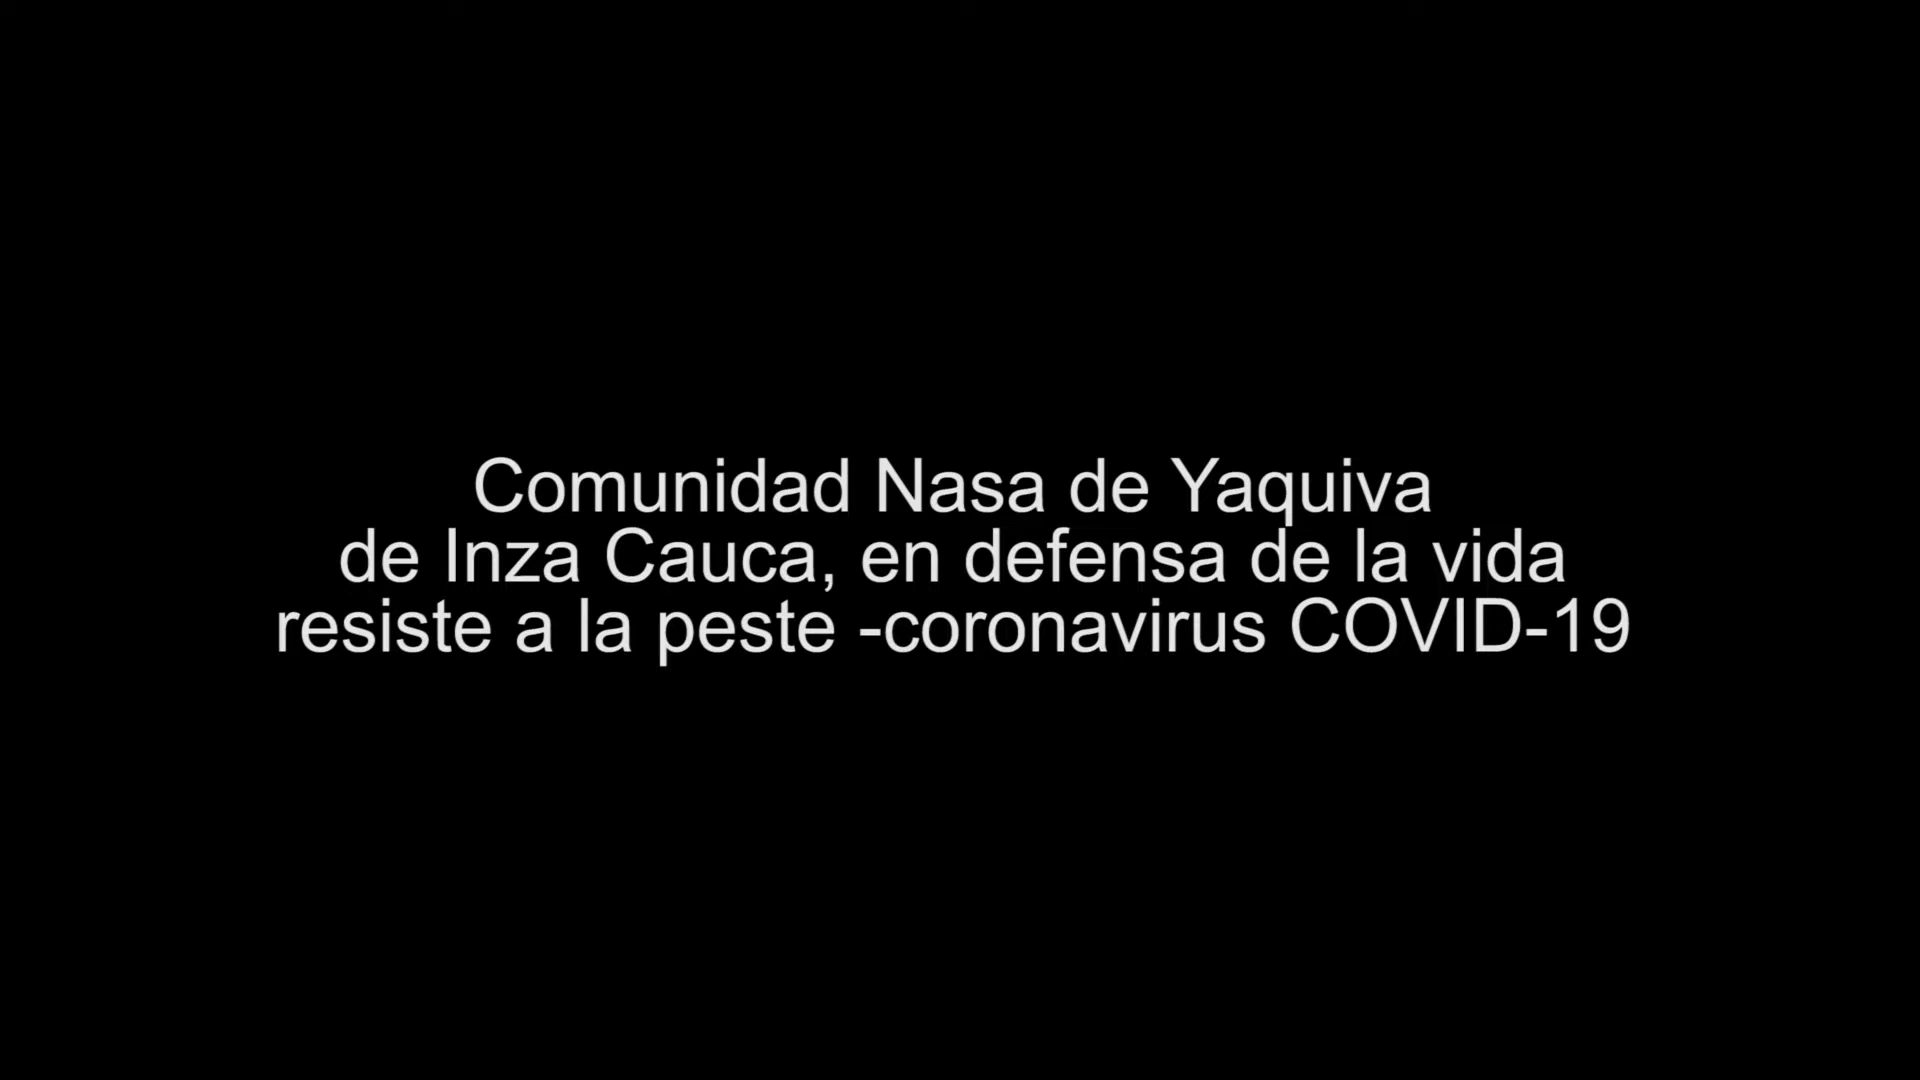 Comunidad Nasa de Yaquiva
de Inza Cauca, en defensa de la vida
resiste a la peste -coronavirus COVID-19